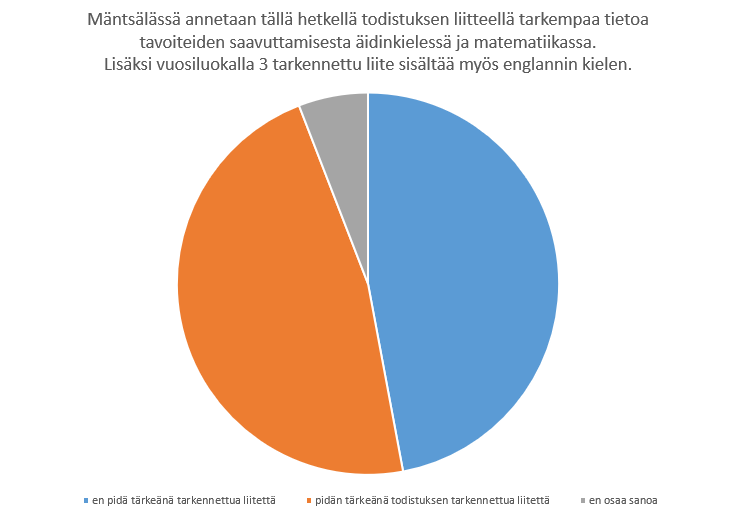 Mäntsälässä annetaan tällä hetkellä todistuksen liitteellä tarkempaa tietoa
tavoiteiden saavuttamisesta äidinkielessä ja matematiikassa.
Lisäksi vuosiluokalla 3 tarkennettu liite sisältää myös englannin kielen.
en pidä tärkeänä tarkennettua liitettä
pidän tärkeänä todistuksen tarkennettua liitettä
en osaa sanoa